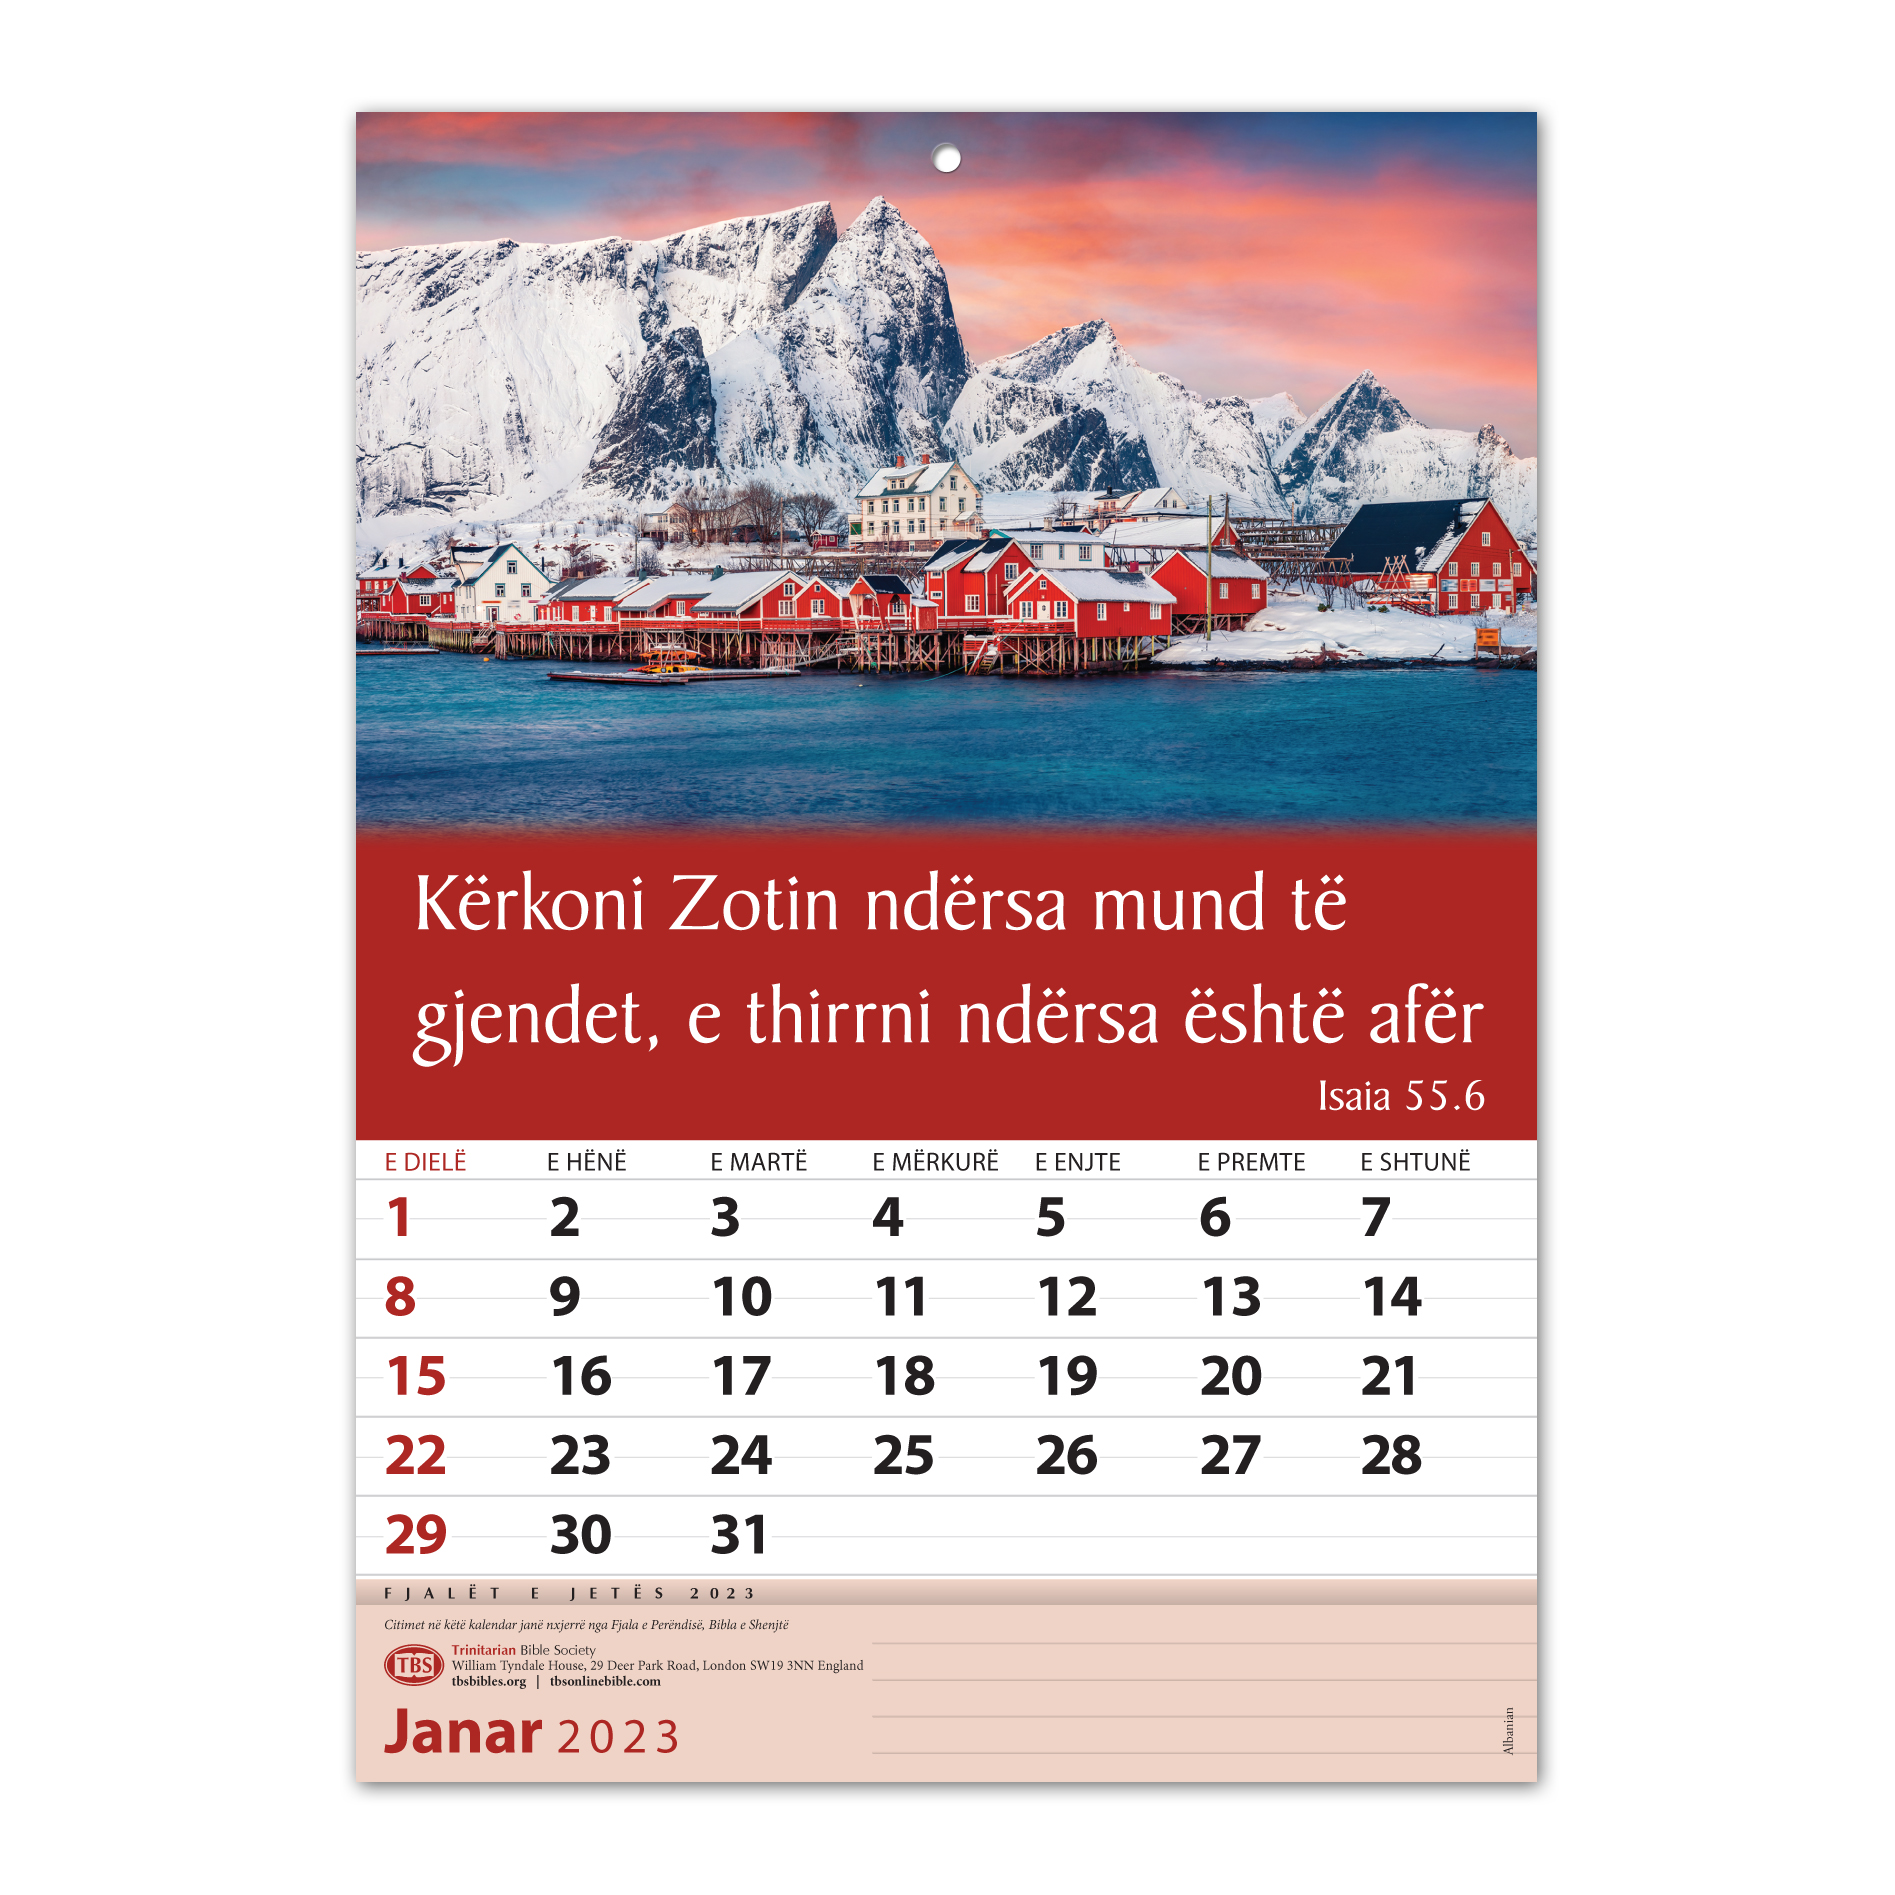 Kërkoni Zotin ndërsa mund të
gjendet, e thirrni ndërsa është afër
Isaia 55.6
E DIELË E HËNË E MARTË E MËRKURË E ENJTE E PREMTE E SHTUNË
1 2 3 4 5 6 7
8 9 10 11 12 13 14
15 16 17 18 19 20 21
22 23 24 25 26 27 28
29 30 31
FJALËT E JETËS 2023
Citimet në këtë kalendar janë nxjerrë nga Fjala e Perëndisë, Bibla e Shenjtë
TBS
Trinitarian Bible Society
William Tyndale House, 29 Deer Park Road, London SW19 3NN England
tbsbibles.org | tbsonlinebible.com
Janar 2023
Albanian